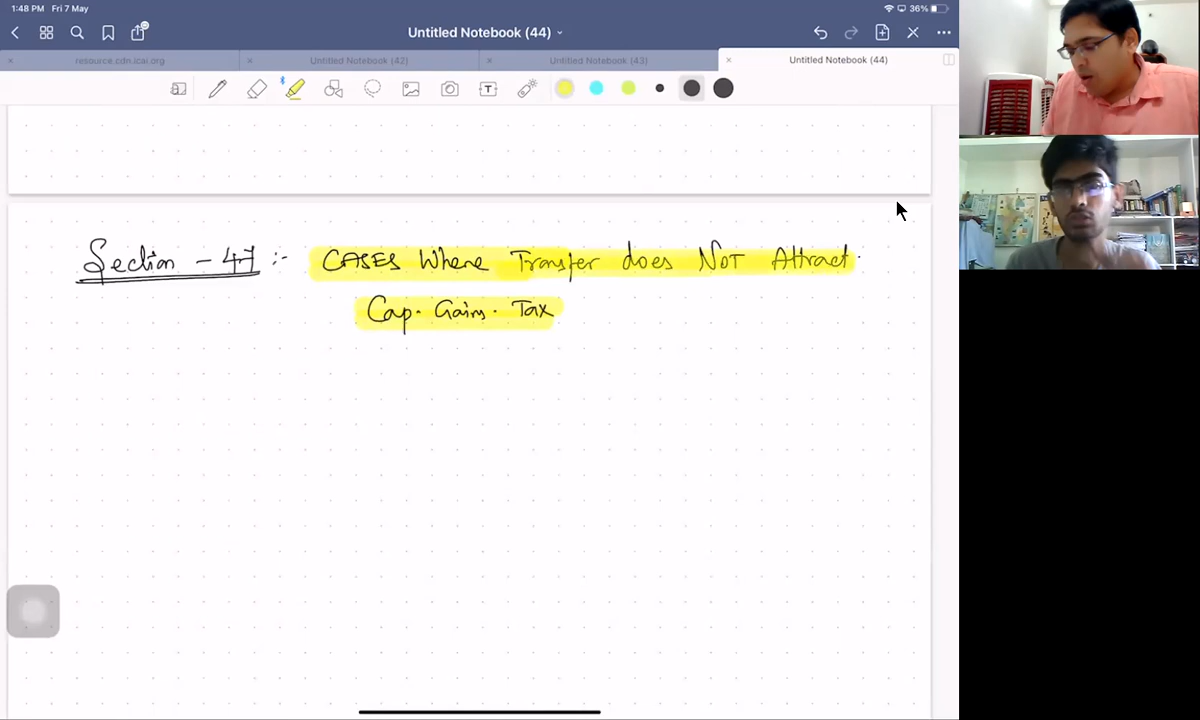 1:48 PM Fri 7 May
36%
Untitled Notebook (44)
resource.cdn.icai.org
Untitled Notebook (42)
Untitled Notebook (43)
Untitled Notebook (44)
Section - 47 :- CASES Where Transfer does NOT Attract
Cap. Gains. Tax